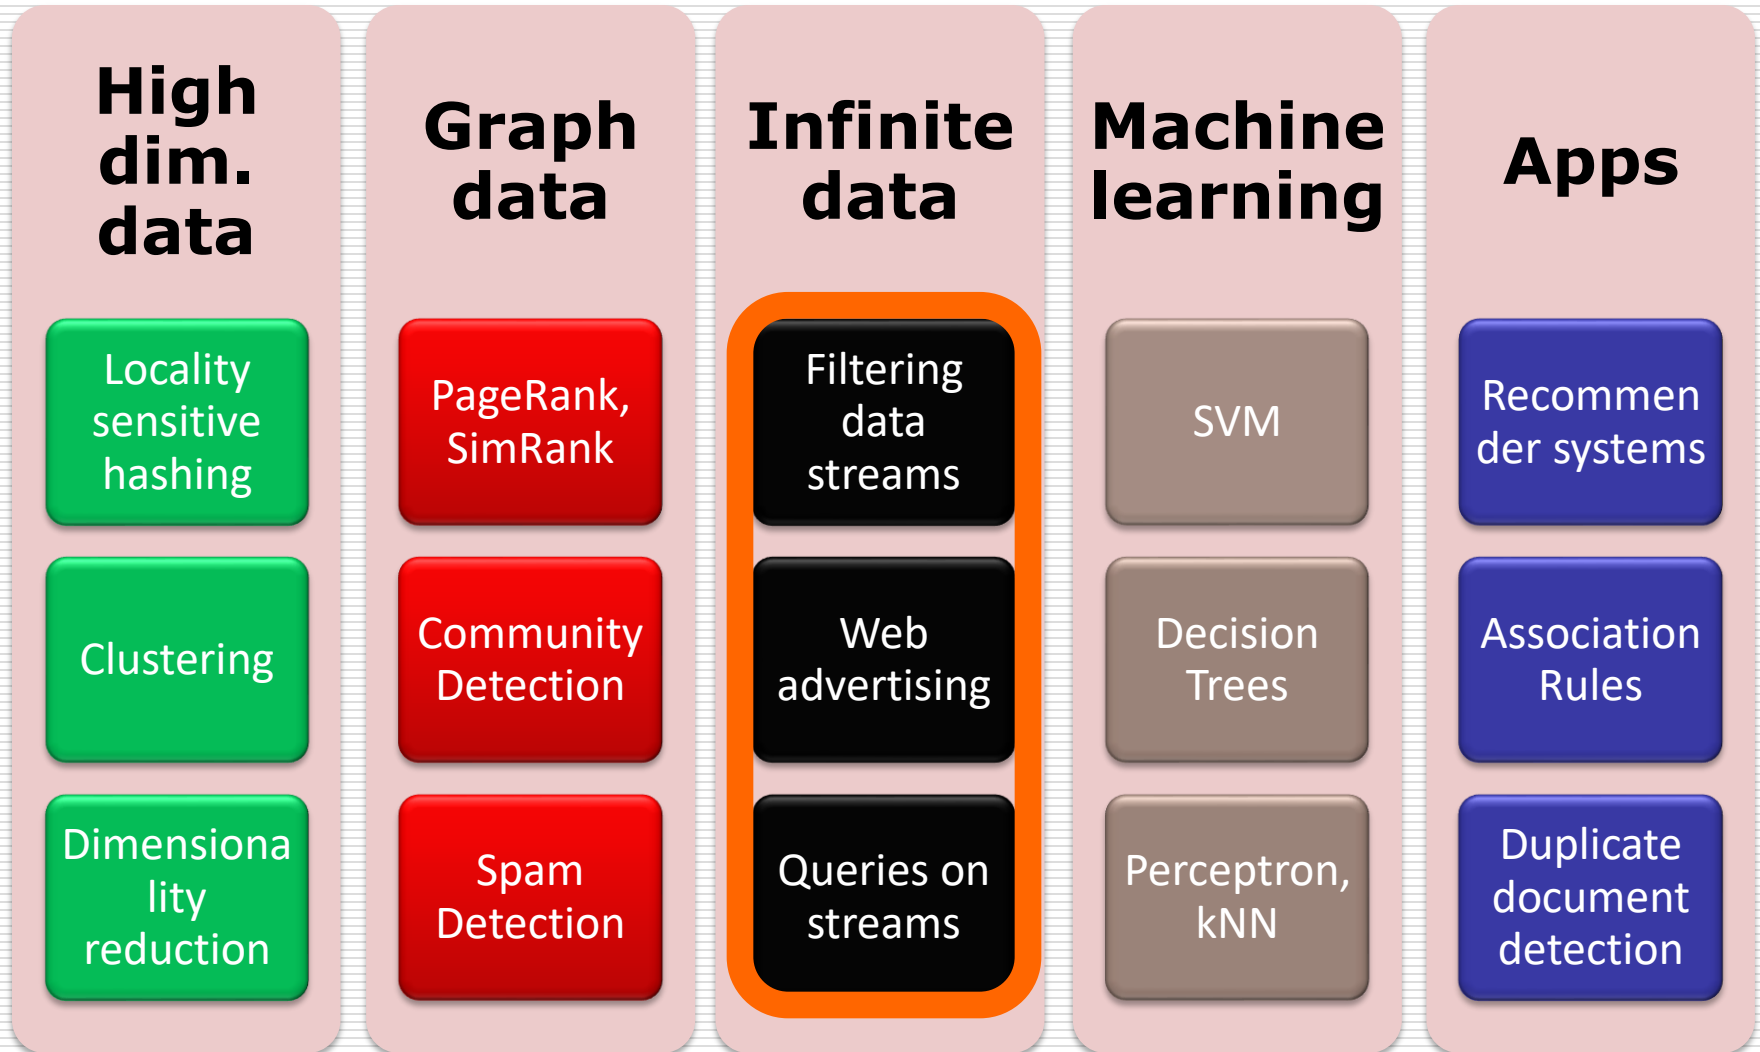 High
dim.
data
Locality
sensitive
hashing
Clustering
Dimensiona
lity
reduction
Graph
data
PageRank,
SimRank
Community
Detection
Spam
Detection
Infinite
data
Filtering
data
streams
Web
advertising
Queries on
streams
Machine
learning
SVM
Decision
Trees
Perceptron,
kNN
Apps
Recommen
der systems
Association
Rules
Duplicate
document
detection